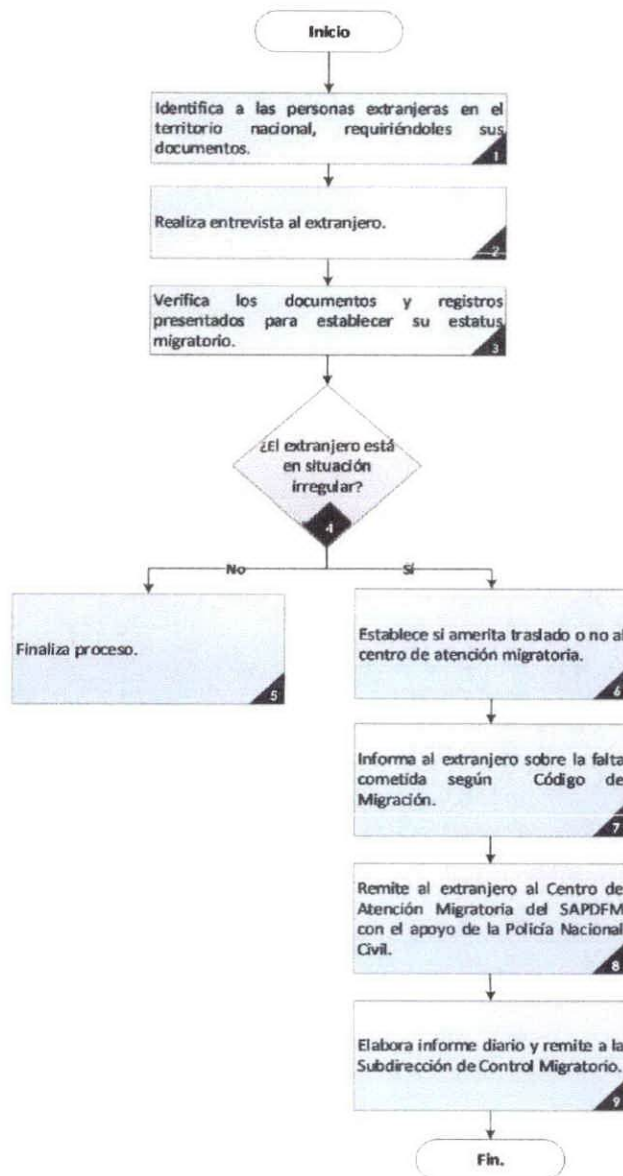 Inicio
Identifica a las personas extranjeras en el
territorio nacional, requiriéndoles sus
documentos.
1
Realiza entrevista al extranjero.
2
Verifica los documentos y registros
presentados para establecer su estatus
migratorio.
3
¿El extranjero está
en situación
irregular?
4
No
Sí
Finaliza proceso.
5
Establece si amerita traslado o no al
centro de atención migratoria.
6
Informa al extranjero sobre la falta
cometida según Código de
Migración.
7
Remite al extranjero al Centro de
Atención Migratoria del SAPDFM
con el apoyo de la Policía Nacional
Civil.
8
Elabora informe diario y remite a la
Subdirección de Control Migratorio.
9
Fin.